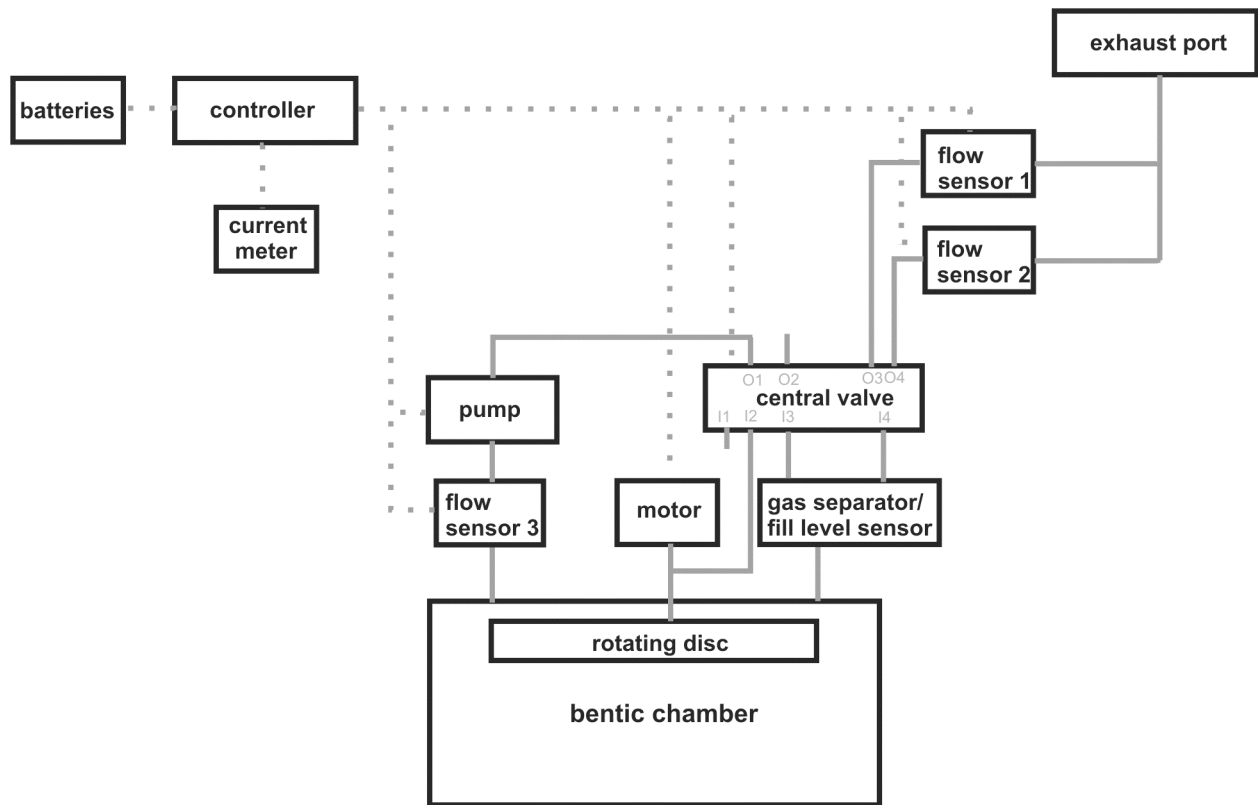 exhaust port
batteries
controller
flow
sensor 1
current
meter
flow
sensor 2
O1 O2 O3 O4
central valve
I1 I2 I3 I4
pump
flow
sensor 3
motor
gas separator/
fill level sensor
rotating disc
bentic chamber